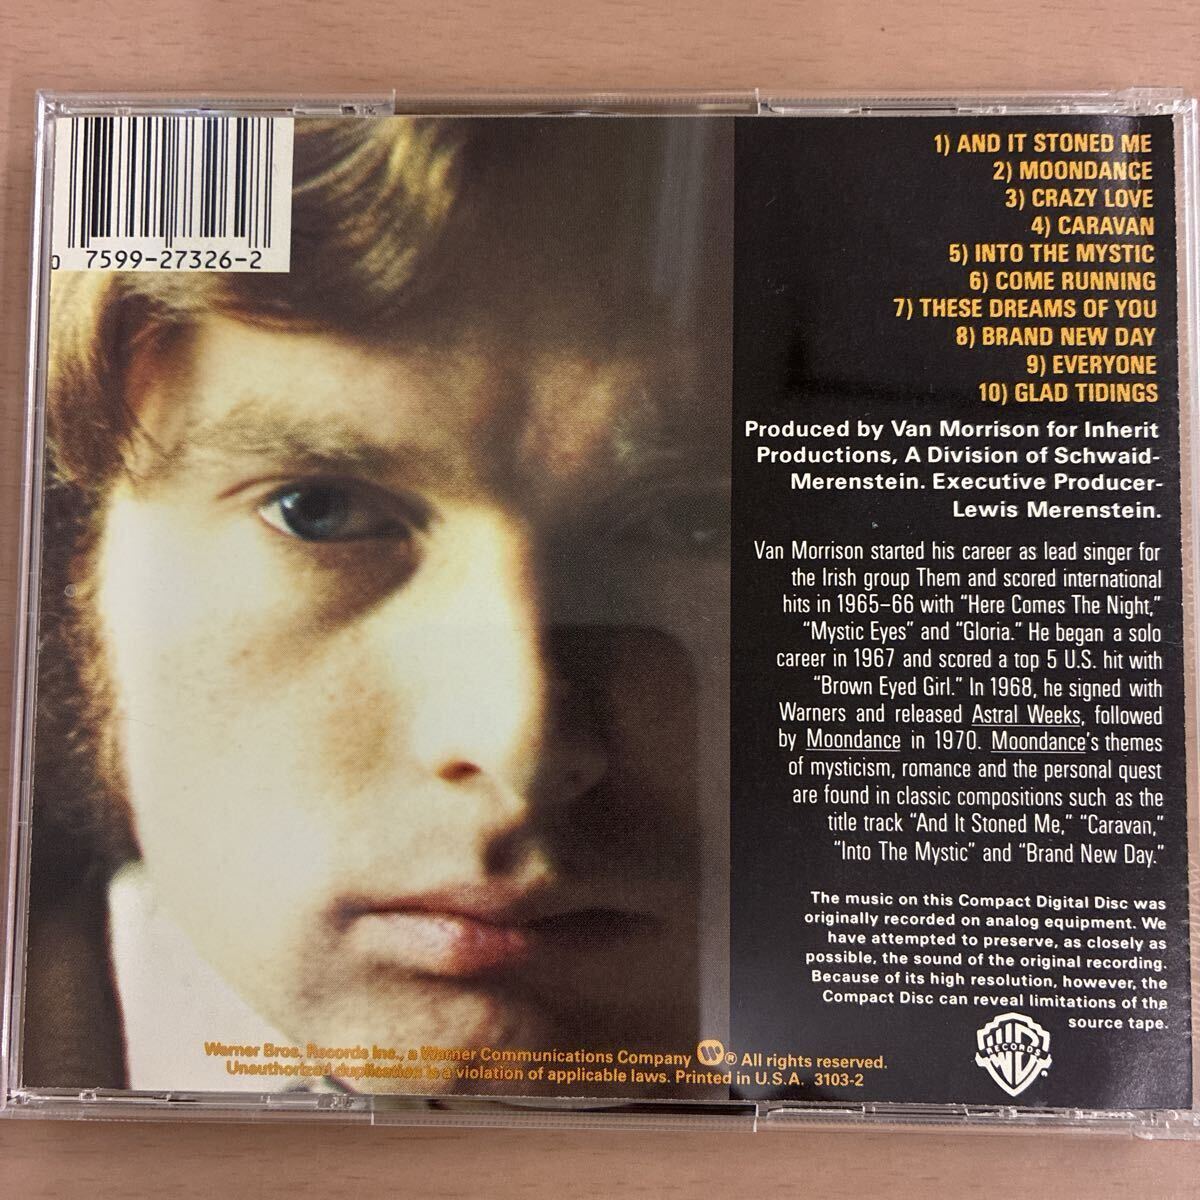 0 7599-27326-2
1) AND IT STONED ME
2) MOONDANCE
3) CRAZY LOVE
4) CARAVAN
5) INTO THE MYSTIC
6) COME RUNNING
7) THESE DREAMS OF YOU
8) BRAND NEW DAY
9) EVERYONE
10) GLAD TIDINGS
Produced by Van Morrison for Inherit
Productions, A Division of Schwaid-
Merenstein. Executive Producer-
Lewis Merenstein.
Van Morrison started his career as lead singer for
the Irish group Them and scored international
hits in 1965–66 with “Here Comes The Night,”
“Mystic Eyes” and “Gloria.” He began a solo
career in 1967 and scored a top 5 U.S. hit with
“Brown Eyed Girl.” In 1968, he signed with
Warners and released Astral Weeks, followed
by Moondance in 1970. Moondance’s themes
of mysticism, romance and the personal quest
are found in classic compositions such as the
title track “And It Stoned Me,” “Caravan,”
“Into The Mystic” and “Brand New Day.”
The music on this Compact Digital Disc was
originally recorded on analog equipment. We
have attempted to preserve, as closely as
possible, the sound of the original recording.
Because of its high resolution, however, the
Compact Disc can reveal limitations of the
source tape.
Warner Bros. Records Inc., a Warner Communications Company ® All rights reserved.
Unauthorized duplication is a violation of applicable laws. Printed in U.S.A. 3103-2
RECORDS